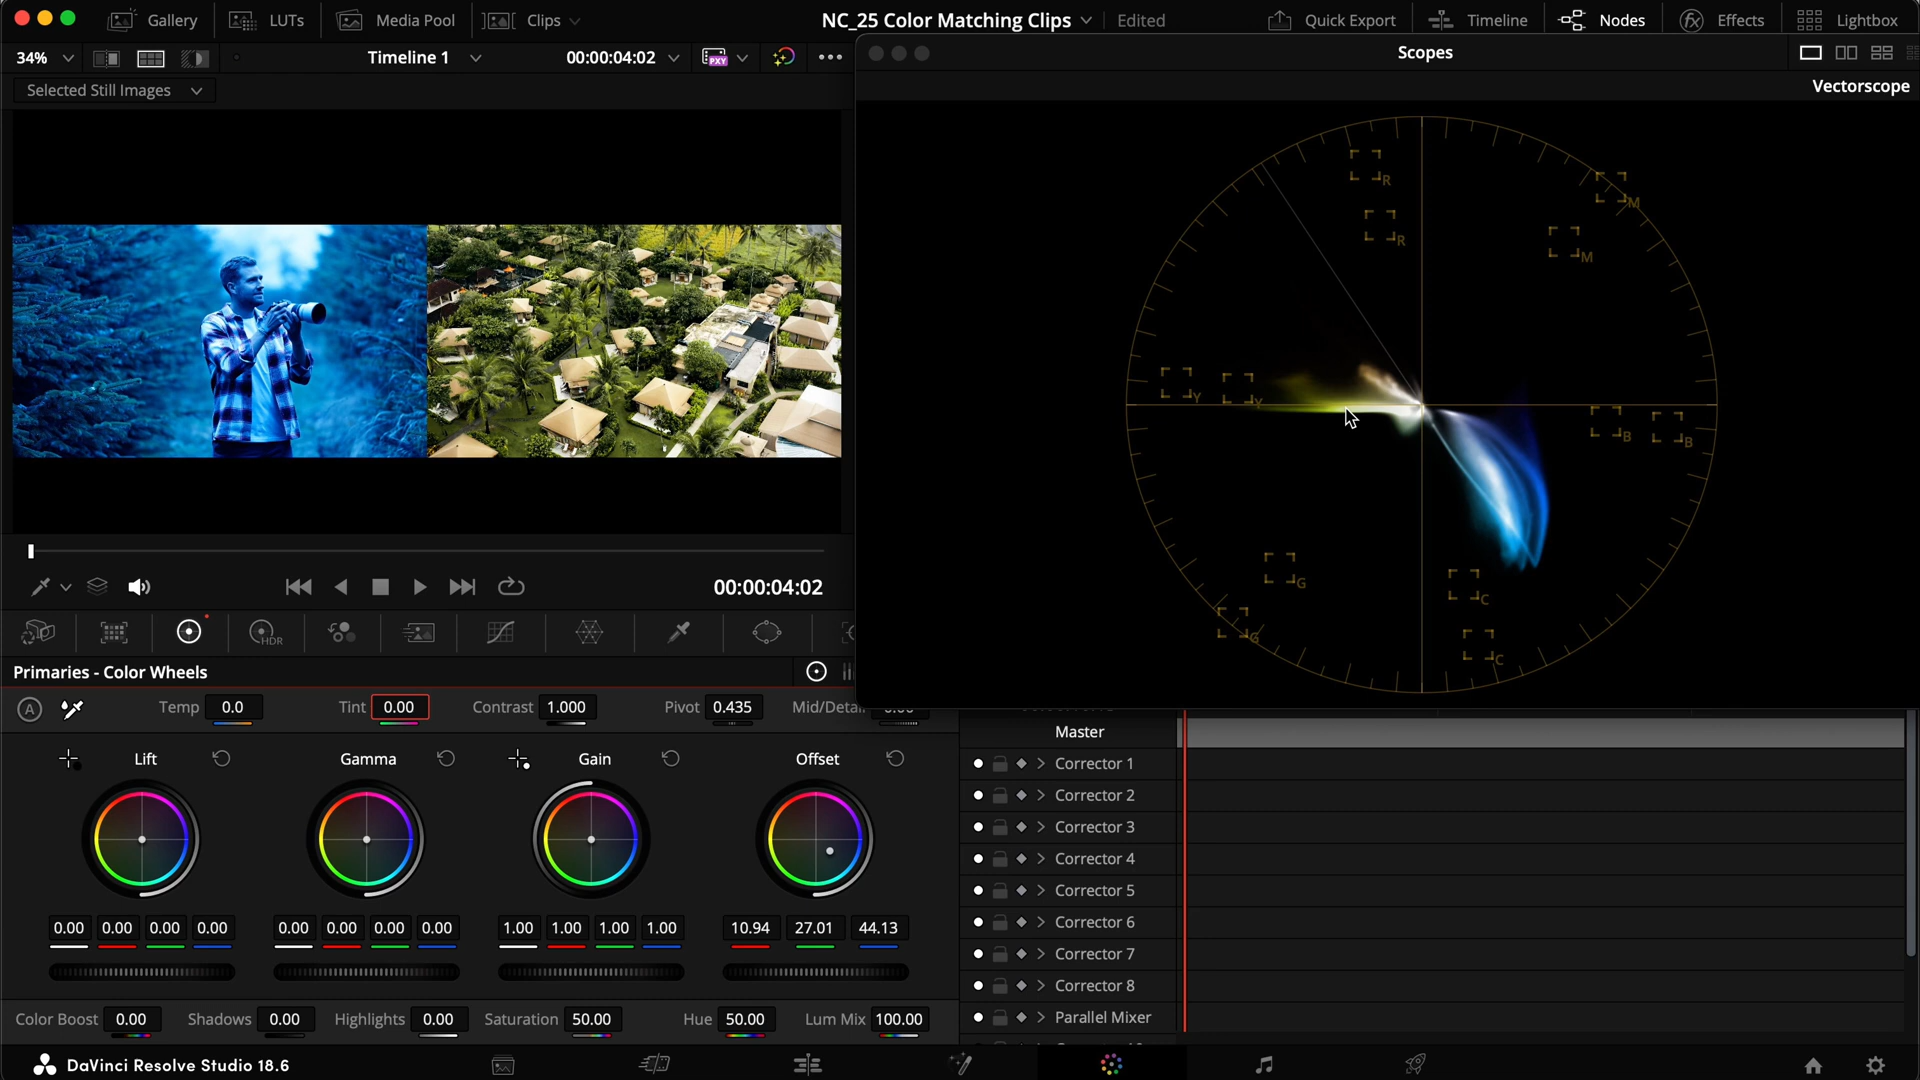 Gallery
LUTs
Media Pool
Clips
NC_25 Color Matching Clips
Edited
Quick Export
Timeline
Nodes
Effects
Lightbox
34%
Timeline 1
00:00:04:02
PXY
Scopes
Selected Still Images
Vectorscope
R
M
R
M
Y
Y
B
B
G
C
G
C
00:00:04:02
HDR
Primaries - Color Wheels
A
Temp 0.0
Tint 0.00
Contrast 1.000
Pivot 0.435
Mid/Detail
Lift
Gamma
Gain
Offset
0.00 0.00 0.00 0.00
0.00 0.00 0.00 0.00
1.00 1.00 1.00 1.00
10.94 27.01 44.13
Color Boost 0.00
Shadows 0.00
Highlights 0.00
Saturation 50.00
Hue 50.00
Lum Mix 100.00
Master
Corrector 1
Corrector 2
Corrector 3
Corrector 4
Corrector 5
Corrector 6
Corrector 7
Corrector 8
Parallel Mixer
DaVinci Resolve Studio 18.6